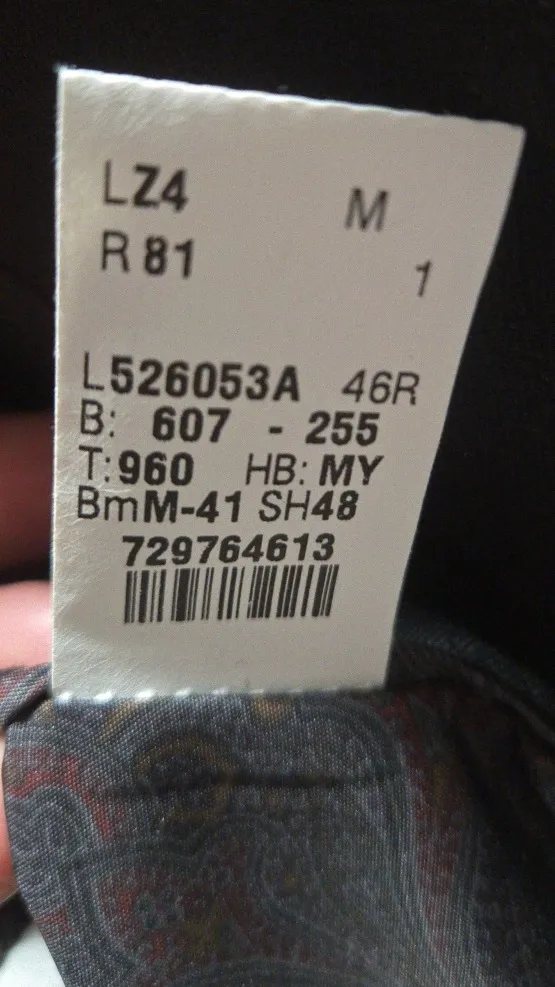 LZ4 M
R 81 1
L526053A 46R
B: 607 - 255
T:960 HB: MY
BmM-41 SH48
729764613